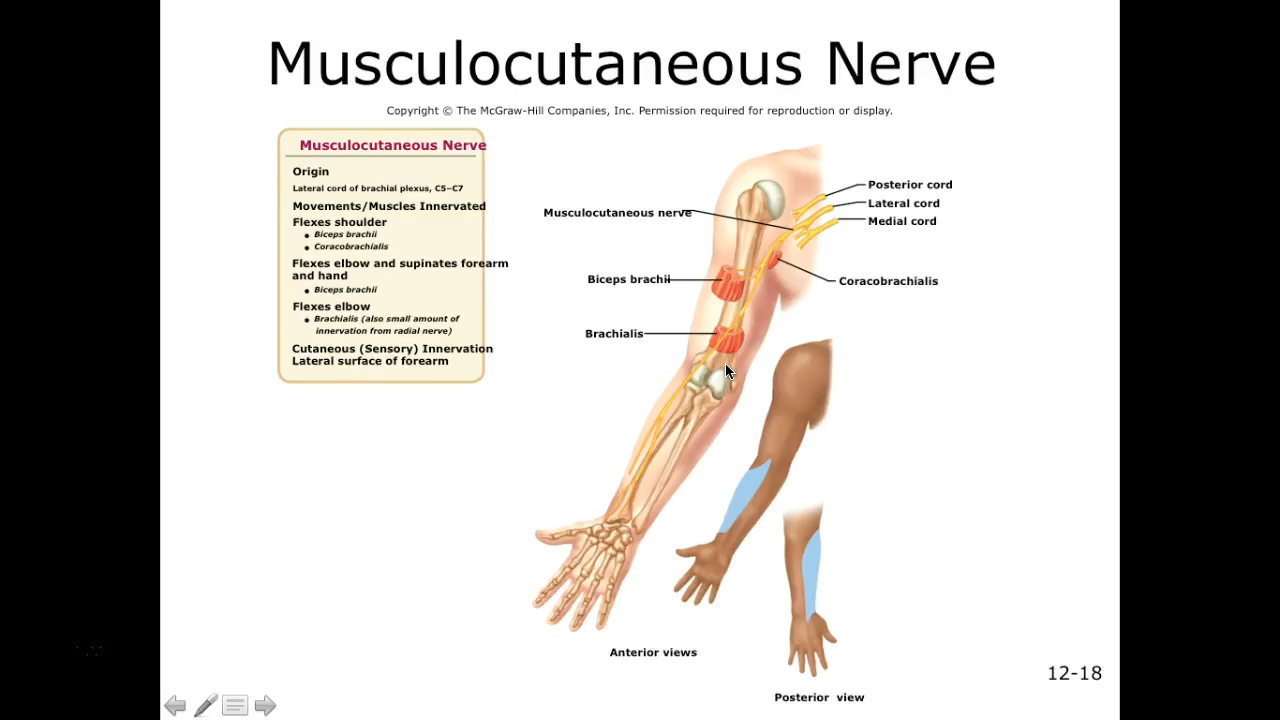 Musculocutaneous Nerve
Copyright © The McGraw-Hill Companies, Inc. Permission required for reproduction or display.
Musculocutaneous Nerve
Origin
Lateral cord of brachial plexus, C5–C7
Movements/Muscles Innervated
Flexes shoulder
• Biceps brachii
• Coracobrachialis
Flexes elbow and supinates forearm
and hand
• Biceps brachii
Flexes elbow
• Brachialis (also small amount of
innervation from radial nerve)
Cutaneous (Sensory) Innervation
Lateral surface of forearm
Musculocutaneous nerve
Biceps brachii
Brachialis
Posterior cord
Lateral cord
Medial cord
Coracobrachialis
Anterior views
Posterior view
12-18